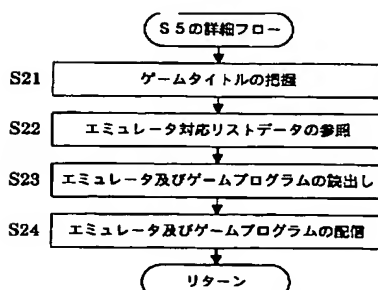 S5の詳細フロー
S21 ゲームタイトルの把握
S22 エミュレータ対応リストデータの参照
S23 エミュレータ及びゲームプログラムの読出し
S24 エミュレータ及びゲームプログラムの配信
リターン